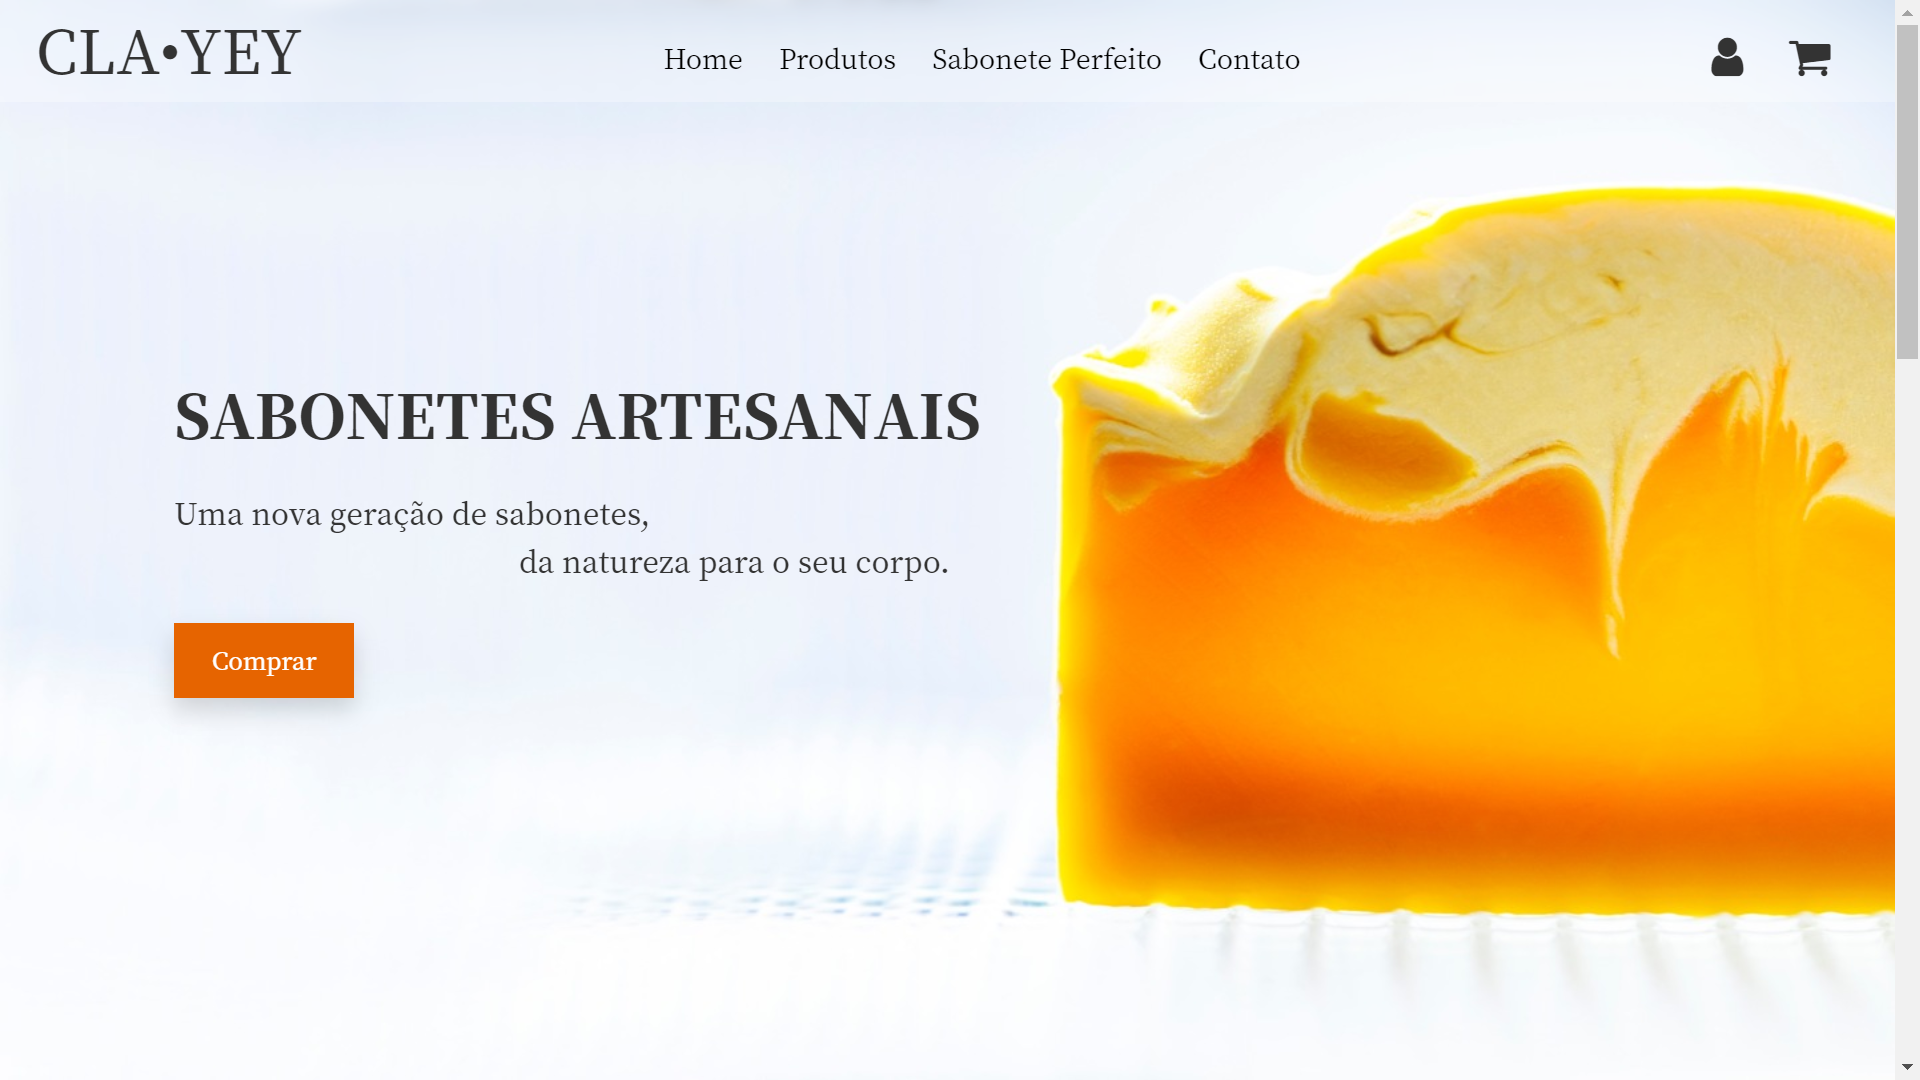 CLA•YEY
Home Produtos Sabonete Perfeito Contato
SABONETES ARTESANAIS
Uma nova geração de sabonetes,
da natureza para o seu corpo.
Comprar